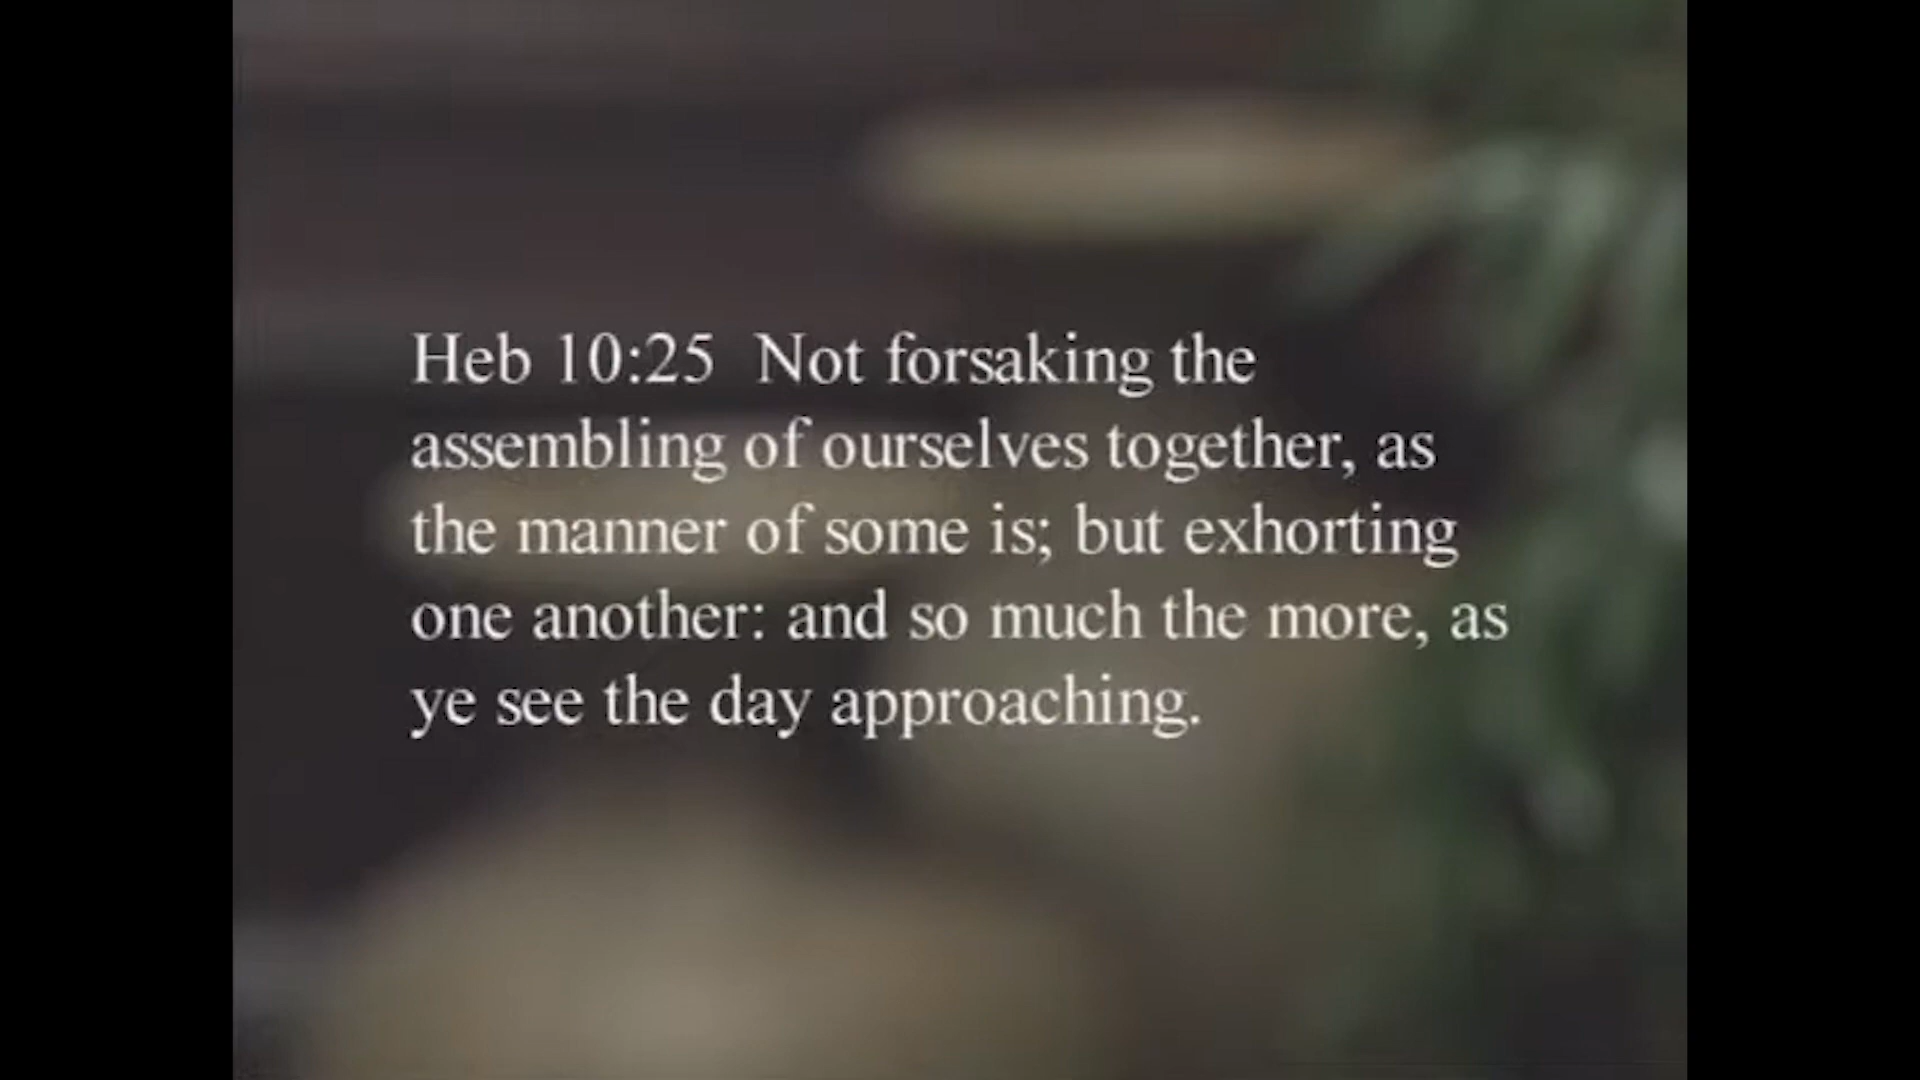 Heb 10:25  Not forsaking the
assembling of ourselves together, as
the manner of some is; but exhorting
one another: and so much the more, as
ye see the day approaching.